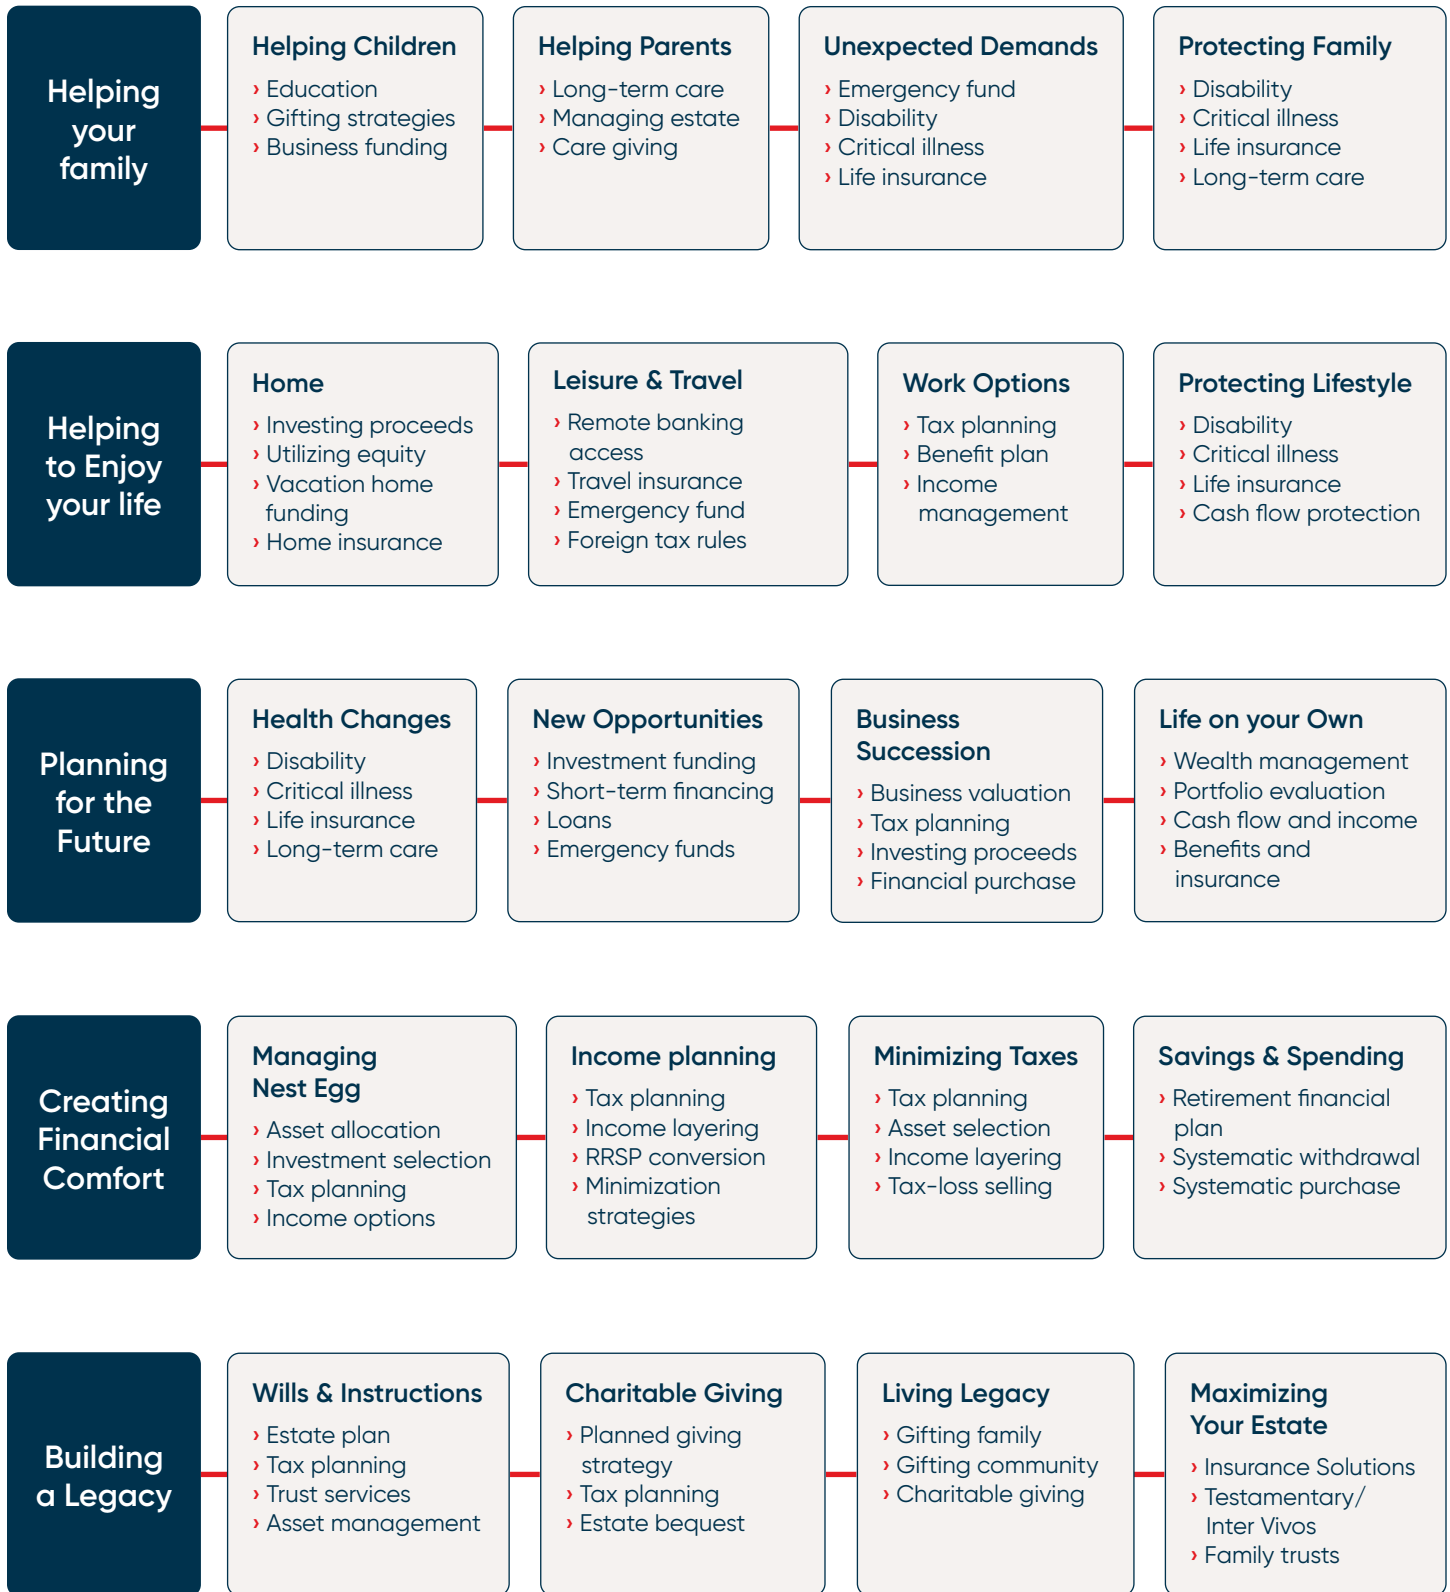 Helping
your
family
Helping Children
› Education
› Gifting strategies
› Business funding
Helping Parents
› Long-term care
› Managing estate
› Care giving
Unexpected Demands
› Emergency fund
› Disability
› Critical illness
› Life insurance
Protecting Family
› Disability
› Critical illness
› Life insurance
› Long-term care
Helping
to Enjoy
your life
Home
› Investing proceeds
› Utilizing equity
› Vacation home
funding
› Home insurance
Leisure & Travel
› Remote banking
access
› Travel insurance
› Emergency fund
› Foreign tax rules
Work Options
› Tax planning
› Benefit plan
› Income
management
Protecting Lifestyle
› Disability
› Critical illness
› Life insurance
› Cash flow protection
Planning
for the
Future
Health Changes
› Disability
› Critical illness
› Life insurance
› Long-term care
New Opportunities
› Investment funding
› Short-term financing
› Loans
› Emergency funds
Business
Succession
› Business valuation
› Tax planning
› Investing proceeds
› Financial purchase
Life on your Own
› Wealth management
› Portfolio evaluation
› Cash flow and income
› Benefits and
insurance
Creating
Financial
Comfort
Managing
Nest Egg
› Asset allocation
› Investment selection
› Tax planning
› Income options
Income planning
› Tax planning
› Income layering
› RRSP conversion
› Minimization
strategies
Minimizing Taxes
› Tax planning
› Asset selection
› Income layering
› Tax-loss selling
Savings & Spending
› Retirement financial
plan
› Systematic withdrawal
› Systematic purchase
Building
a Legacy
Wills & Instructions
› Estate plan
› Tax planning
› Trust services
› Asset management
Charitable Giving
› Planned giving
strategy
› Tax planning
› Estate bequest
Living Legacy
› Gifting family
› Gifting community
› Charitable giving
Maximizing
Your Estate
› Insurance Solutions
› Testamentary/
Inter Vivos
› Family trusts